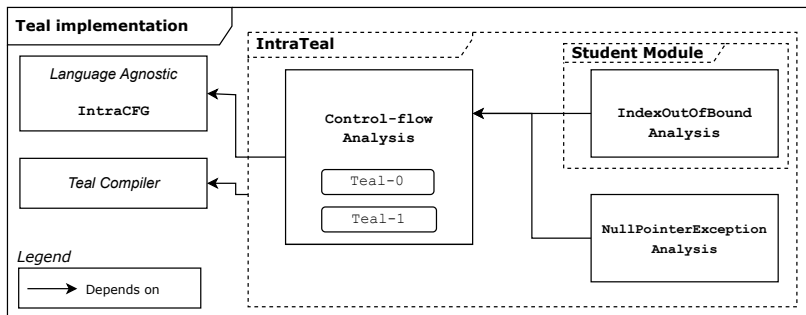 Teal implementation
IntraTeal
Student Module
Language Agnostic
IntraCFG
Control-flow
Analysis
Teal-0
Teal-1
IndexOutOfBound
Analysis
Teal Compiler
NullPointerException
Analysis
Legend
Depends on